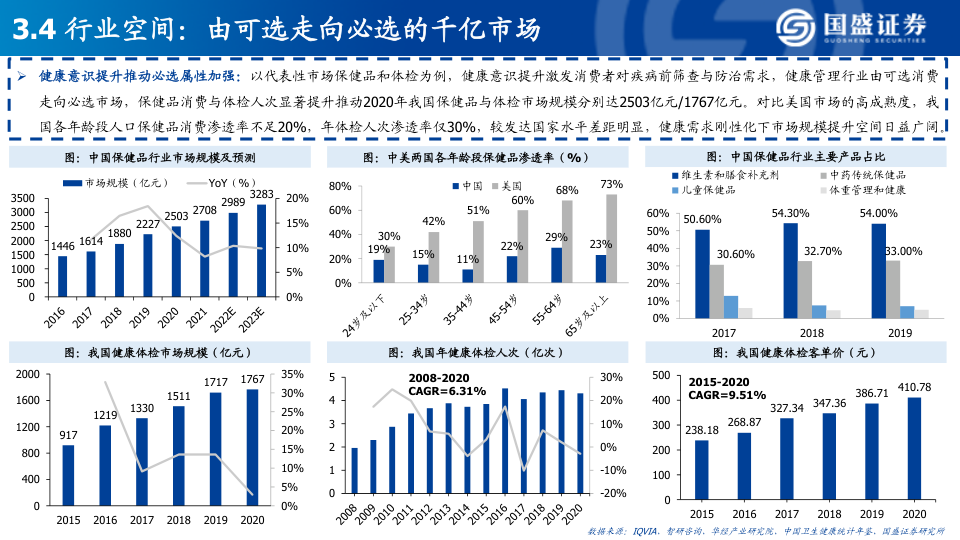 3.4 行业空间：由可选走向必选的千亿市场
国盛证券
GUOSHENG SECURITIES
➢ 健康意识提升推动必选属性加强：以代表性市场保健品和体检为例，健康意识提升激发消费者对疾病前筛查与防治需求，健康管理行业由可选消费
走向必选市场，保健品消费与体检人次显著提升推动2020年我国保健品与体检市场规模分别达2503亿元/1767亿元。对比美国市场的高成熟度，我
国各年龄段人口保健品消费渗透率不足20%，年体检人次渗透率仅30%，较发达国家水平差距明显，健康需求刚性化下市场规模提升空间日益广阔。
图：中国保健品行业市场规模及预测
市场规模（亿元） YoY（%）
3500 3000 2500 2000 1500 1000 500 0
1446 1614 1880 2227 2503 2708 2989 3283
20% 15% 10% 5% 0%
2016 2017 2018 2019 2020 2021 2022E 2023E
图：中美两国各年龄段保健品渗透率（%）
中国 美国
80% 60% 40% 20% 0%
19% 30% 15% 42% 11% 51% 22% 60% 29% 68% 23% 73%
24岁及以下 25-34岁 35-44岁 45-54岁 55-64岁 65岁及以上
图：中国保健品行业主要产品占比
维生素和膳食补充剂 中药传统保健品
儿童保健品 体重管理和健康
60% 50% 40% 30% 20% 10% 0%
50.60% 30.60% 54.30% 32.70% 54.00% 33.00%
2017 2018 2019
图：我国健康体检市场规模（亿元）
2000 1600 1200 800 400 0
917 1219 1330 1511 1717 1767
35% 30% 25% 20% 15% 10% 5% 0%
2015 2016 2017 2018 2019 2020
图：我国年健康体检人次（亿次）
2008-2020
CAGR=6.31%
5 4 3 2 1 0
30% 20% 10% 0% -10% -20%
2008 2009 2010 2011 2012 2013 2014 2015 2016 2017 2018 2019 2020
图：我国健康体检客单价（元）
2015-2020
CAGR=9.51%
500 400 300 200 100 0
238.18 268.87 327.34 347.36 386.71 410.78
2015 2016 2017 2018 2019 2020
数据来源：IQVIA、智研咨询、华经产业研究院、中国卫生健康统计年鉴、国盛证券研究所